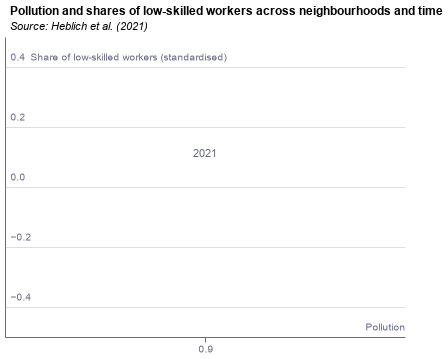 Pollution and shares of low-skilled workers across neighbourhoods and time
Source: Heblich et al. (2021)
0.4 Share of low-skilled workers (standardised)
0.2
2021
0.0
−0.2
−0.4
Pollution
0.9